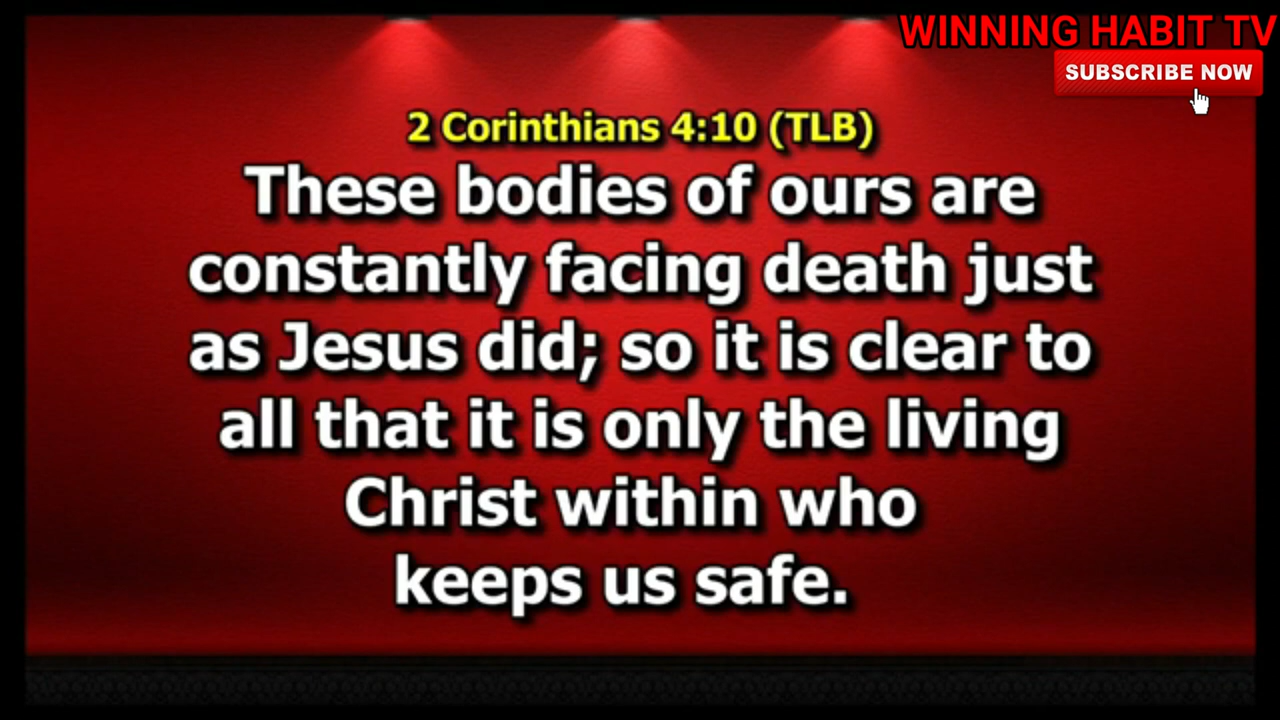 WINNING HABIT TV
SUBSCRIBE NOW
2 Corinthians 4:10 (TLB)
These bodies of ours are
constantly facing death just
as Jesus did; so it is clear to
all that it is only the living
Christ within who
keeps us safe.